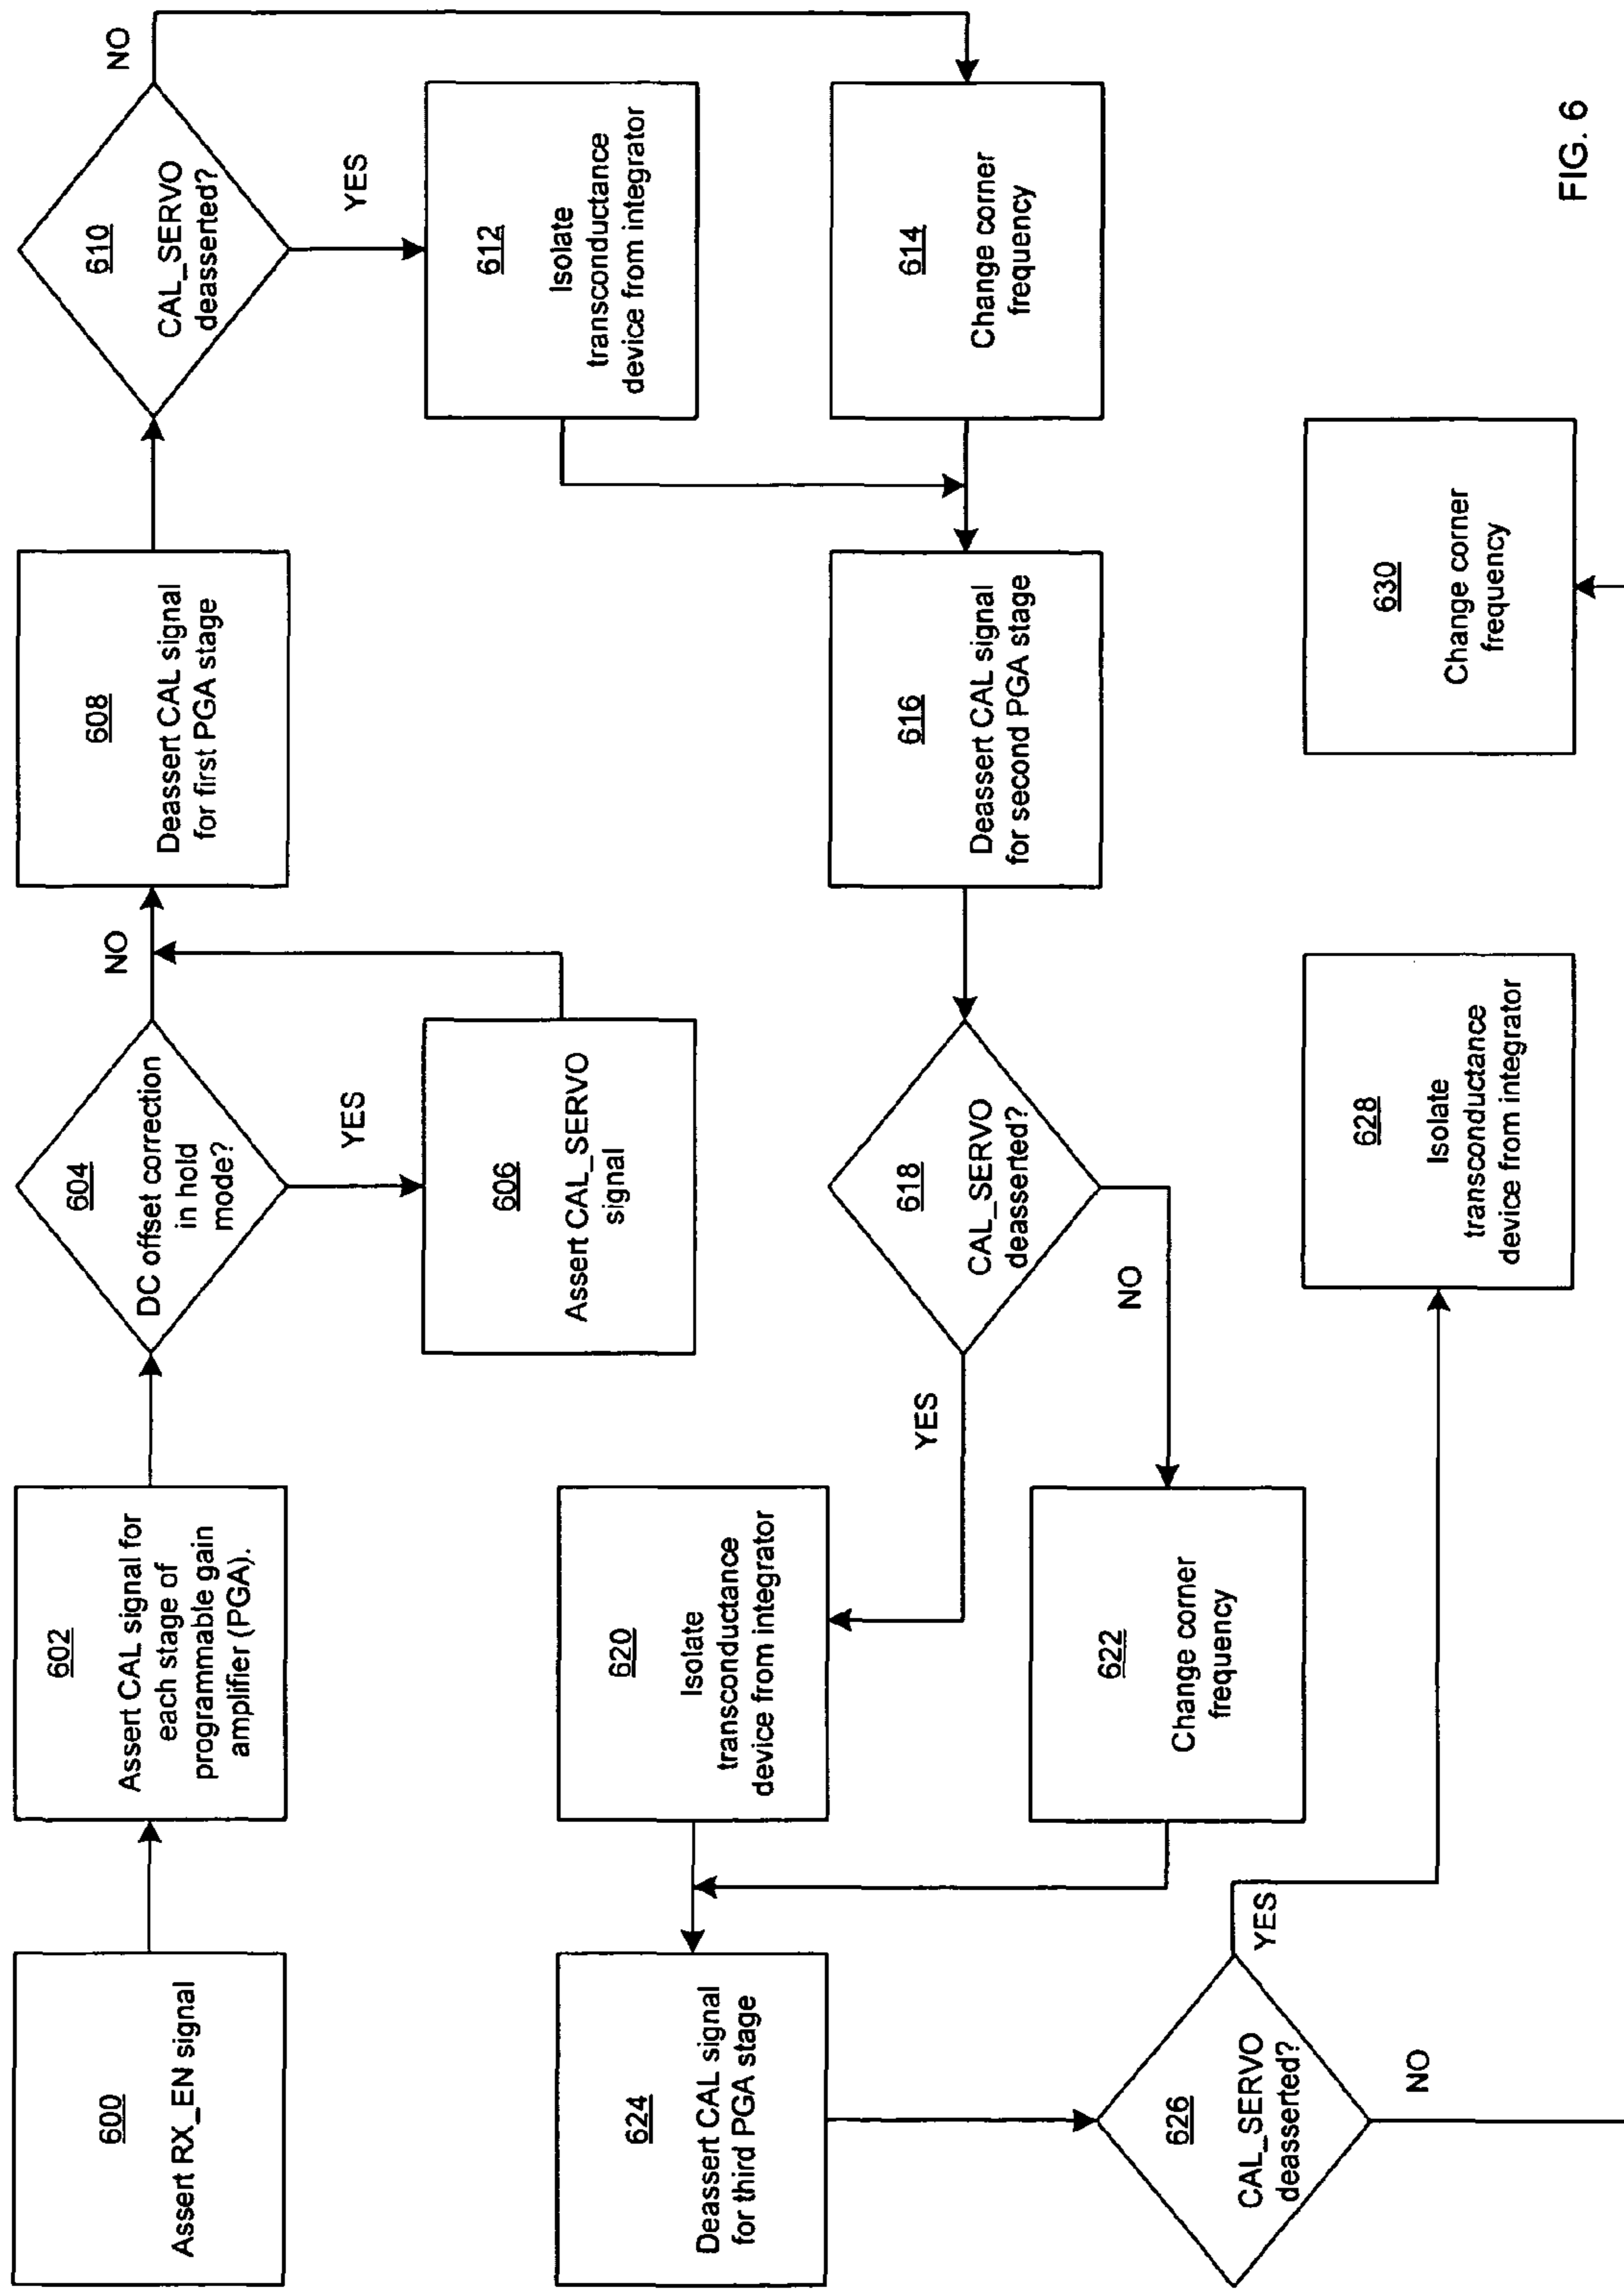 600
Assert RX_EN signal
602
Assert CAL signal for
each stage of
programmable gain
amplifier (PGA).
604
DC offset correction
in hold
mode?
NO
YES
606
Assert CAL_SERVO
signal
608
Deassert CAL signal
for first PGA stage
610
CAL_SERVO
deasserted?
NO
YES
612
Isolate
transconductance
device from integrator
614
Change corner
frequency
616
Deassert CAL signal
for second PGA stage
618
CAL_SERVO
deasserted?
YES
NO
620
Isolate
transconductance
device from integrator
622
Change corner
frequency
624
Deassert CAL signal
for third PGA stage
626
CAL_SERVO
deasserted?
YES
NO
628
Isolate
transconductance
device from integrator
630
Change corner
frequency
FIG. 6